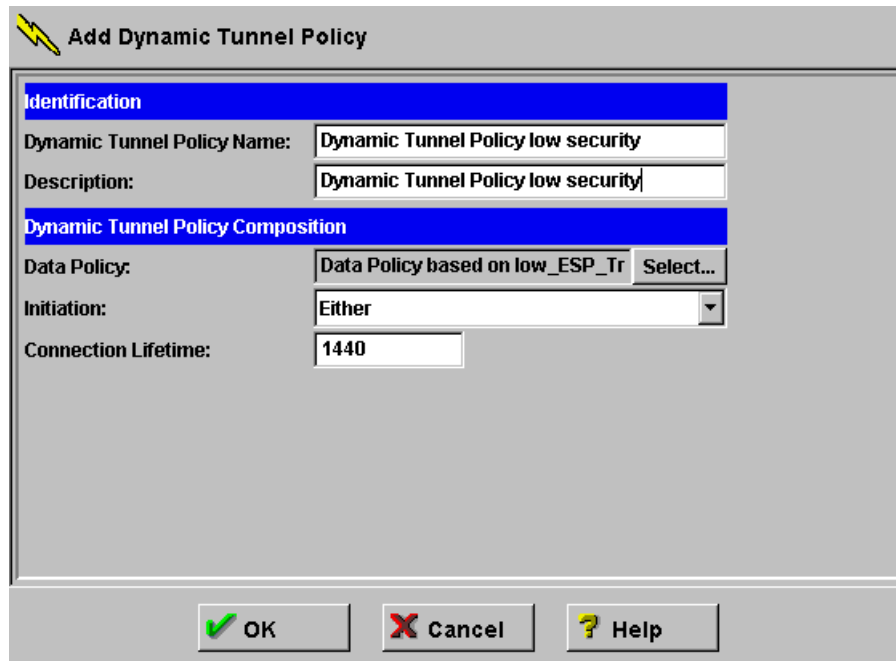 Add Dynamic Tunnel Policy
Identification
Dynamic Tunnel Policy Name: Dynamic Tunnel Policy low security
Description: Dynamic Tunnel Policy low security
Dynamic Tunnel Policy Composition
Data Policy: Data Policy based on low_ESP_Tr Select...
Initiation: Either
Connection Lifetime: 1440
OK Cancel Help